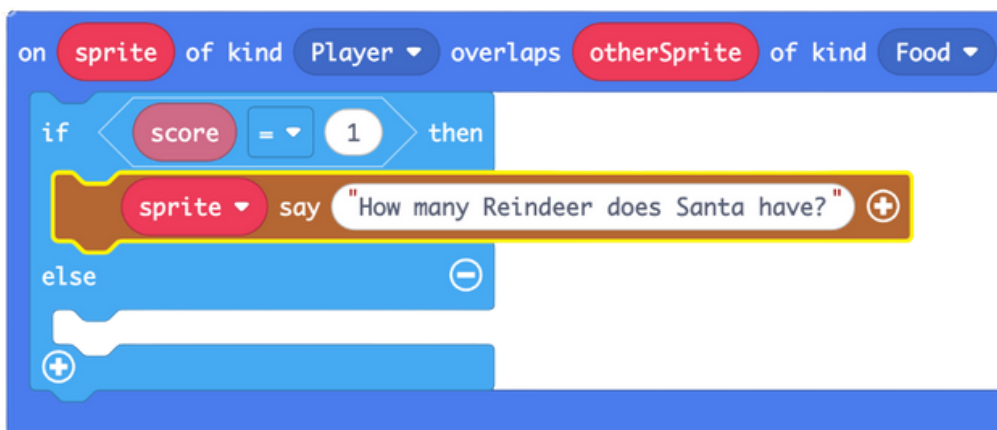 on sprite of kind Player overlaps otherSprite of kind Food
if score = 1 then
sprite say "How many Reindeer does Santa have?"
else